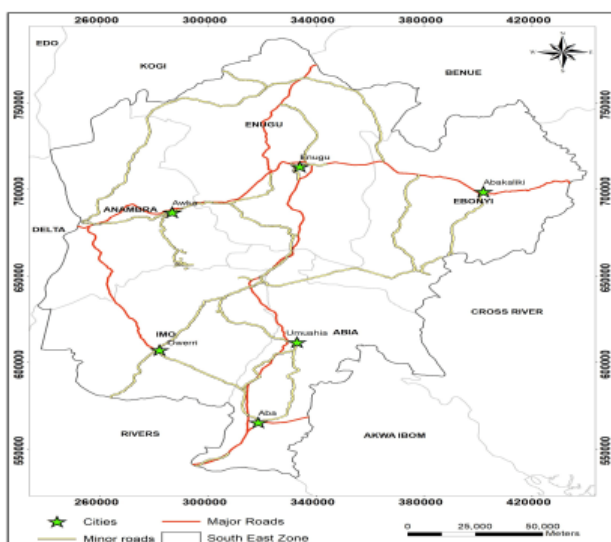 260000 300000 340000 380000 420000
EDO
KOGI
BENUE
N
W E
S
750000 750000
ENUGU
Enugu
700000 700000
Abakaliki
EBONYI
ANAMBRA
Awka
DELTA
650000 650000
CROSS RIVER
IMO
Owerri
Umuahia
ABIA
600000 600000
Aba
RIVERS
AKWA IBOM
550000 550000
260000 300000 340000 380000 420000
Cities Major Roads
Minor roads South East Zone
0 25,000 50,000
Meters